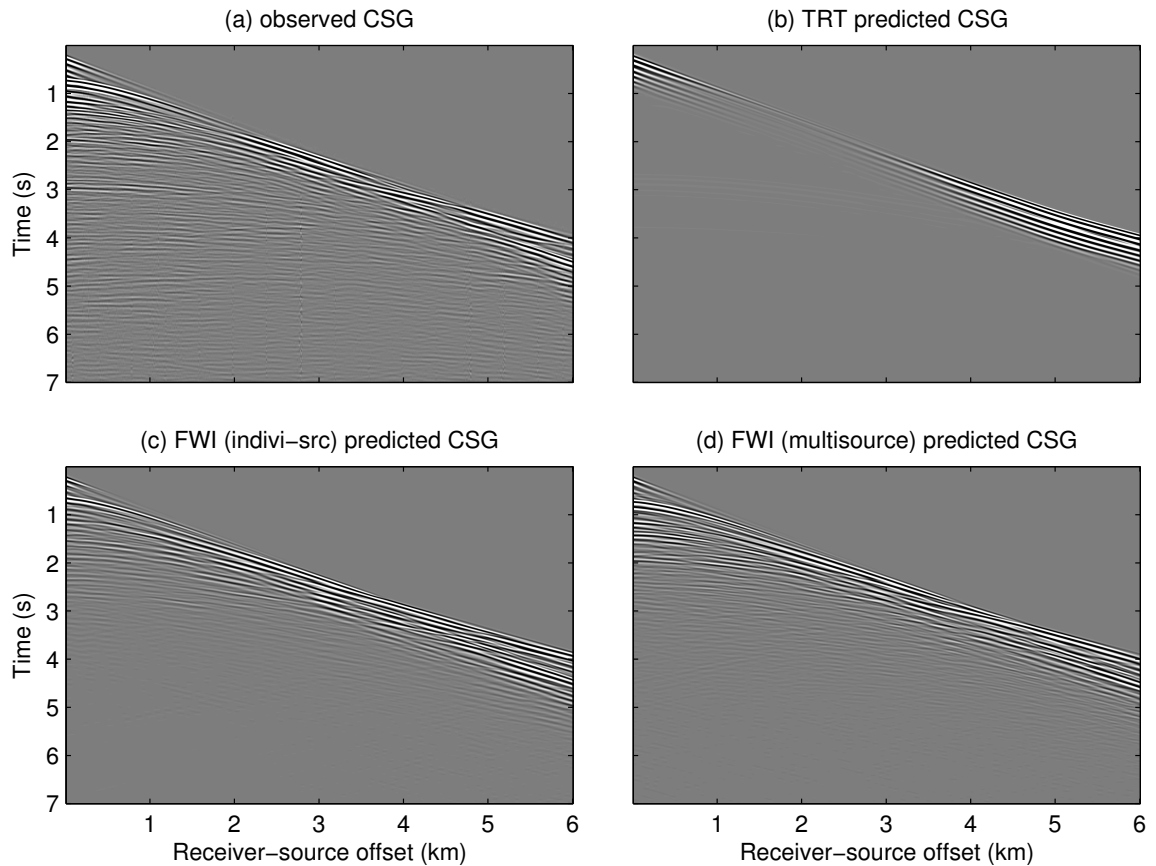 (a) observed CSG
(b) TRT predicted CSG
1
2
3
4
5
6
7
Time (s)
(c) FWI (indivi−src) predicted CSG
(d) FWI (multisource) predicted CSG
1
2
3
4
5
6
7
Time (s)
1 2 3 4 5 6
1 2 3 4 5 6
Receiver−source offset (km)
Receiver−source offset (km)